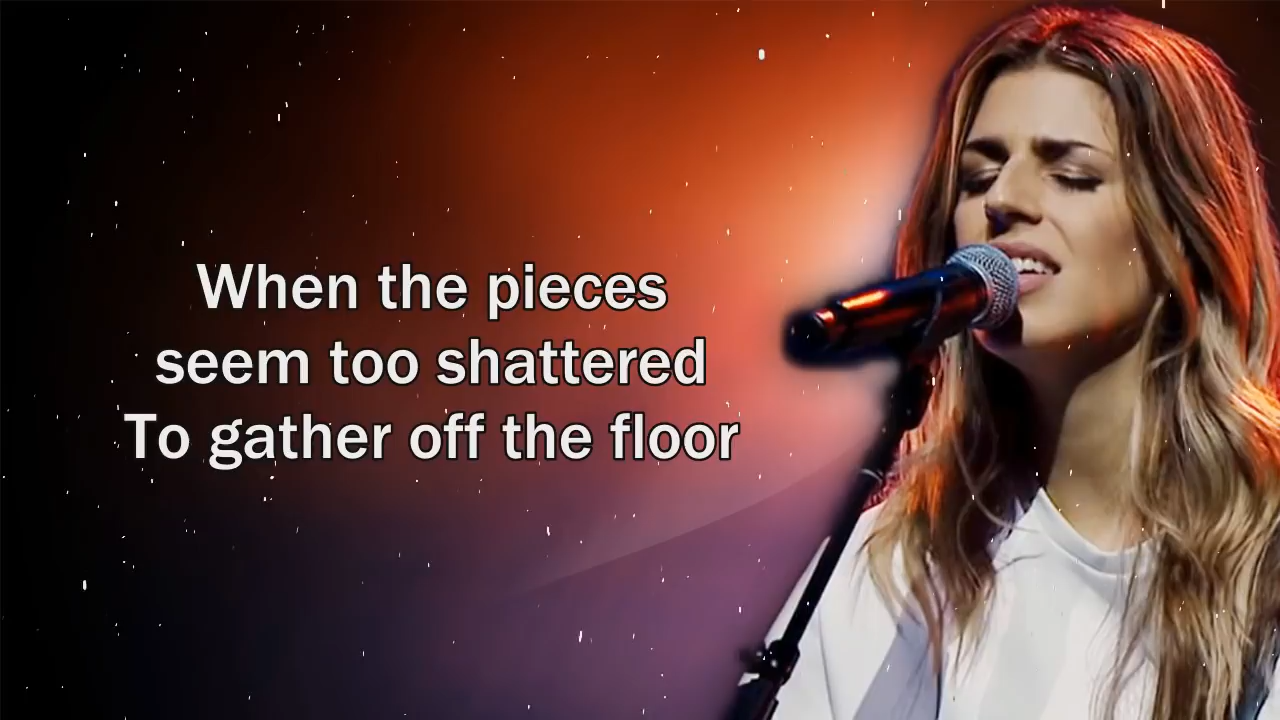 When the pieces
seem too shattered
To gather off the floor